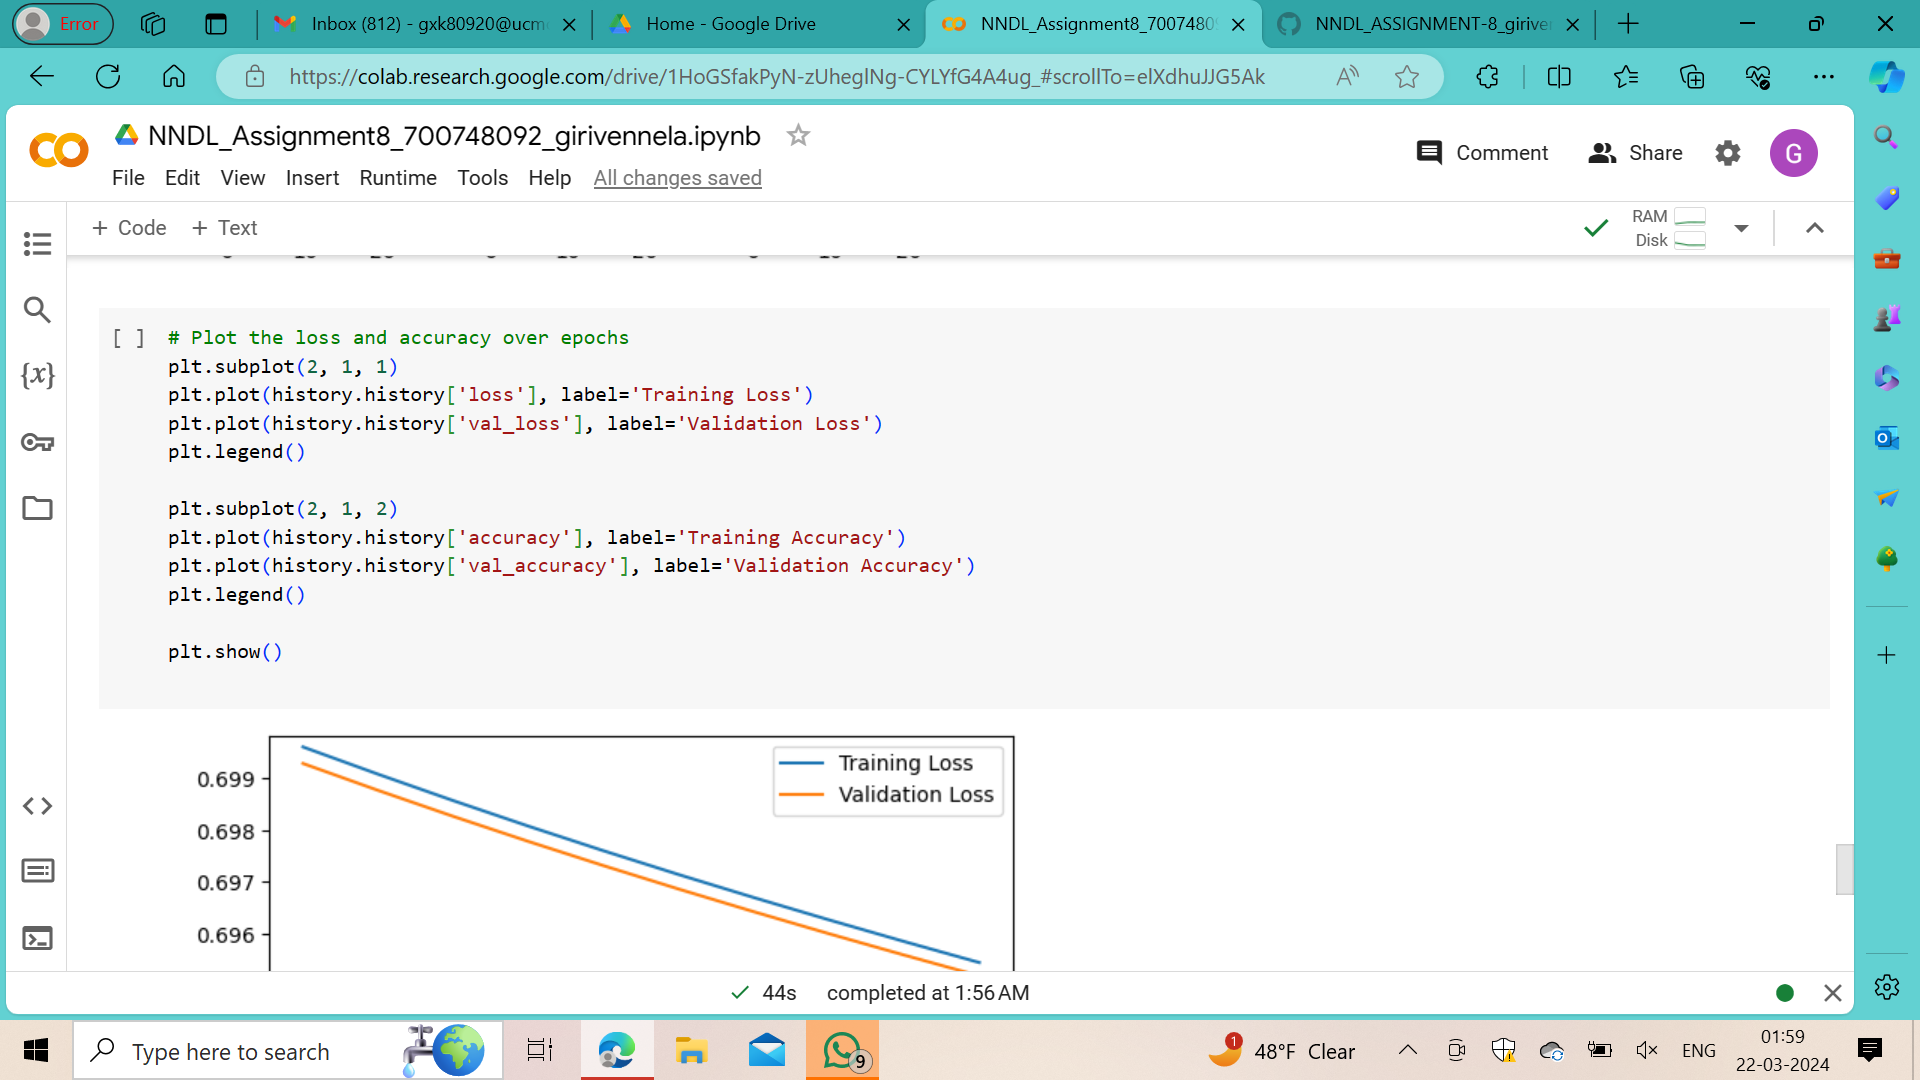 Error
Inbox (812) - gxk80920@ucm
Home - Google Drive
NNDL_Assignment8_70074809
NNDL_ASSIGNMENT-8_giriven
https://colab.research.google.com/drive/1HoGSfakPyN-zUheglNg-CYLYfG4A4ug_#scrollTo=elXdhuJJG5Ak
NNDL_Assignment8_700748092_girivennela.ipynb
Comment
Share
G
File Edit View Insert Runtime Tools Help All changes saved
+ Code + Text
RAM
Disk
[ ] # Plot the loss and accuracy over epochs
plt.subplot(2, 1, 1)
plt.plot(history.history['loss'], label='Training Loss')
plt.plot(history.history['val_loss'], label='Validation Loss')
plt.legend()
plt.subplot(2, 1, 2)
plt.plot(history.history['accuracy'], label='Training Accuracy')
plt.plot(history.history['val_accuracy'], label='Validation Accuracy')
plt.legend()
plt.show()
Training Loss
Validation Loss
0.699
0.698
0.697
0.696
44s completed at 1:56 AM
Type here to search
9
1
48°F Clear
ENG
01:59
22-03-2024